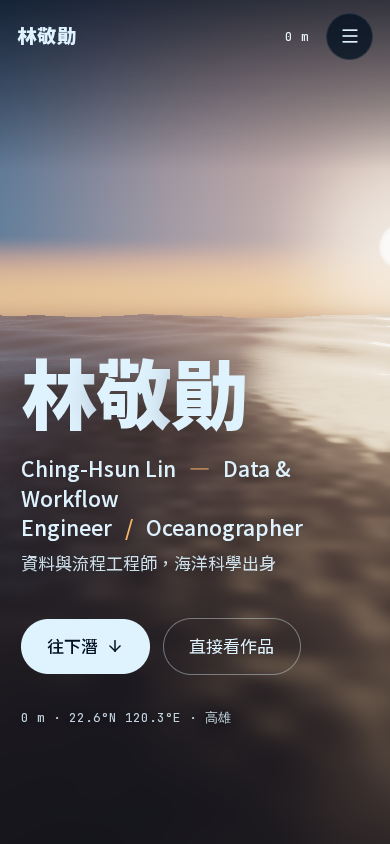 林敬勛
0 m
林敬勛
Ching-Hsun Lin — Data &
Workflow
Engineer / Oceanographer
資料與流程工程師，海洋科學出身
往下潛 ↓
直接看作品
0 m · 22.6°N 120.3°E · 高雄